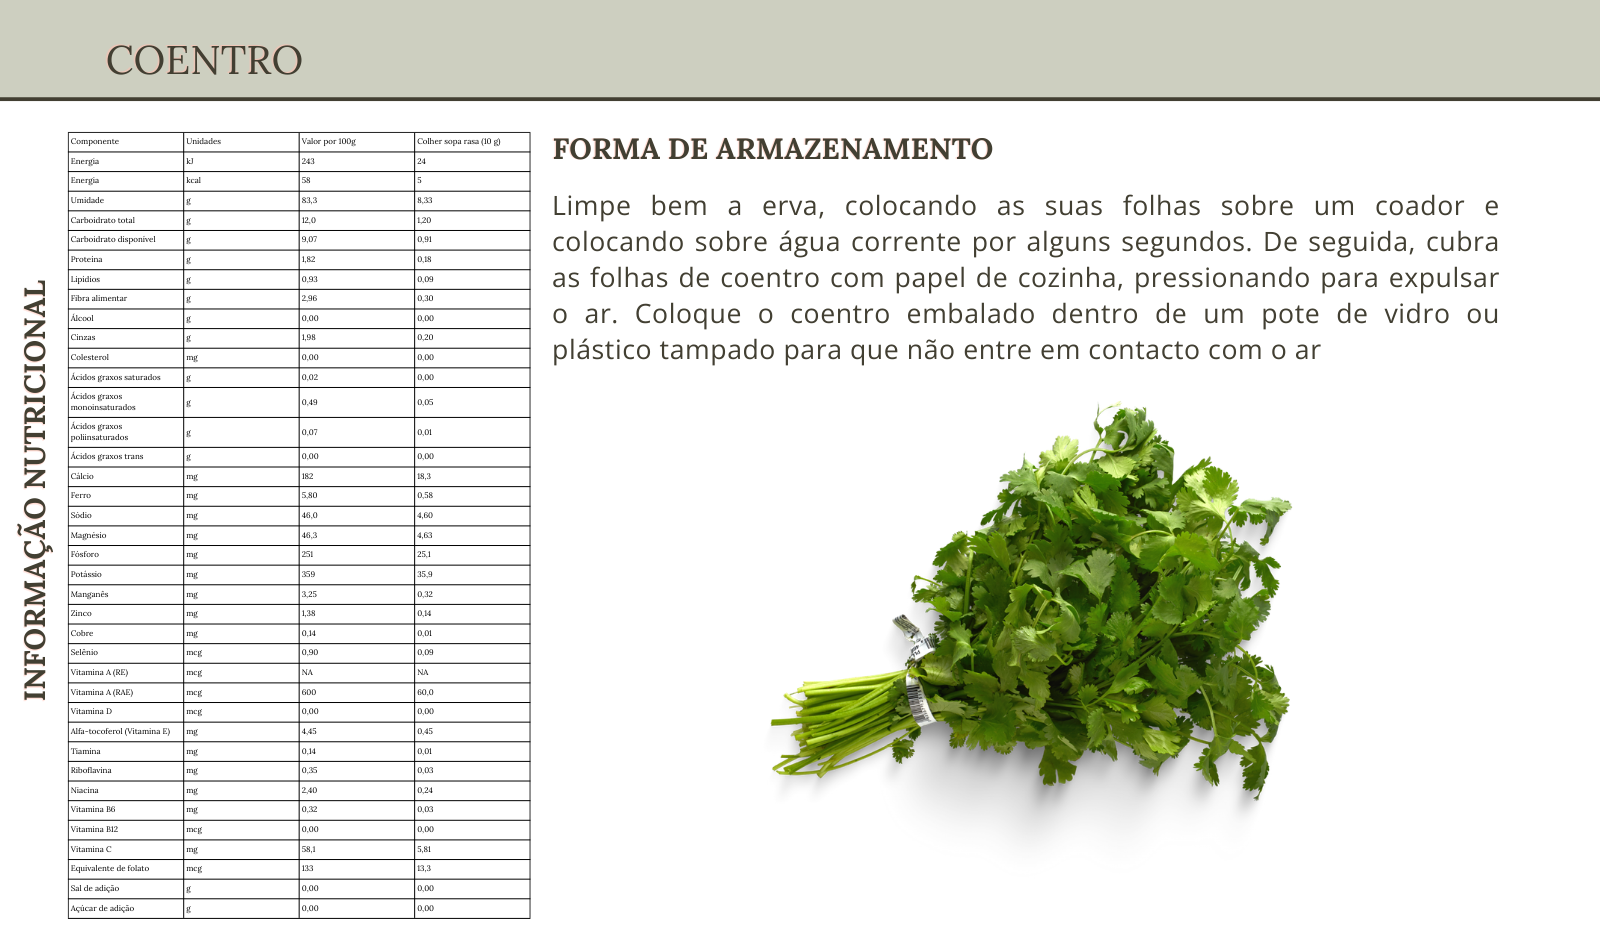 COENTRO
INFORMAÇÃO NUTRICIONAL
Componente Unidades Valor por 100g Colher sopa rasa (10 g)
Energia kJ 243 24
Energia kcal 58 5
Umidade g 83,3 8,33
Carboidrato total g 12,0 1,20
Carboidrato disponível g 9,07 0,91
Proteína g 1,82 0,18
Lipídios g 0,93 0,09
Fibra alimentar g 2,96 0,30
Álcool g 0,00 0,00
Cinzas g 1,98 0,20
Colesterol mg 0,00 0,00
Ácidos graxos saturados g 0,02 0,00
Ácidos graxos
monoinsaturados g 0,49 0,05
Ácidos graxos
poliinsaturados g 0,07 0,01
Ácidos graxos trans g 0,00 0,00
Cálcio mg 182 18,3
Ferro mg 5,80 0,58
Sódio mg 46,0 4,60
Magnésio mg 46,3 4,63
Fósforo mg 251 25,1
Potássio mg 359 35,9
Manganês mg 3,25 0,32
Zinco mg 1,38 0,14
Cobre mg 0,14 0,01
Selênio mcg 0,90 0,09
Vitamina A (RE) mcg NA NA
Vitamina A (RAE) mcg 600 60,0
Vitamina D mcg 0,00 0,00
Alfa-tocoferol (Vitamina E) mg 4,45 0,45
Tiamina mg 0,14 0,01
Riboflavina mg 0,35 0,03
Niacina mg 2,40 0,24
Vitamina B6 mg 0,32 0,03
Vitamina B12 mcg 0,00 0,00
Vitamina C mg 58,1 5,81
Equivalente de folato mcg 133 13,3
Sal de adição g 0,00 0,00
Açúcar de adição g 0,00 0,00
FORMA DE ARMAZENAMENTO
Limpe bem a erva, colocando as suas folhas sobre um coador e
colocando sobre água corrente por alguns segundos. De seguida, cubra
as folhas de coentro com papel de cozinha, pressionando para expulsar
o ar. Coloque o coentro embalado dentro de um pote de vidro ou
plástico tampado para que não entre em contacto com o ar